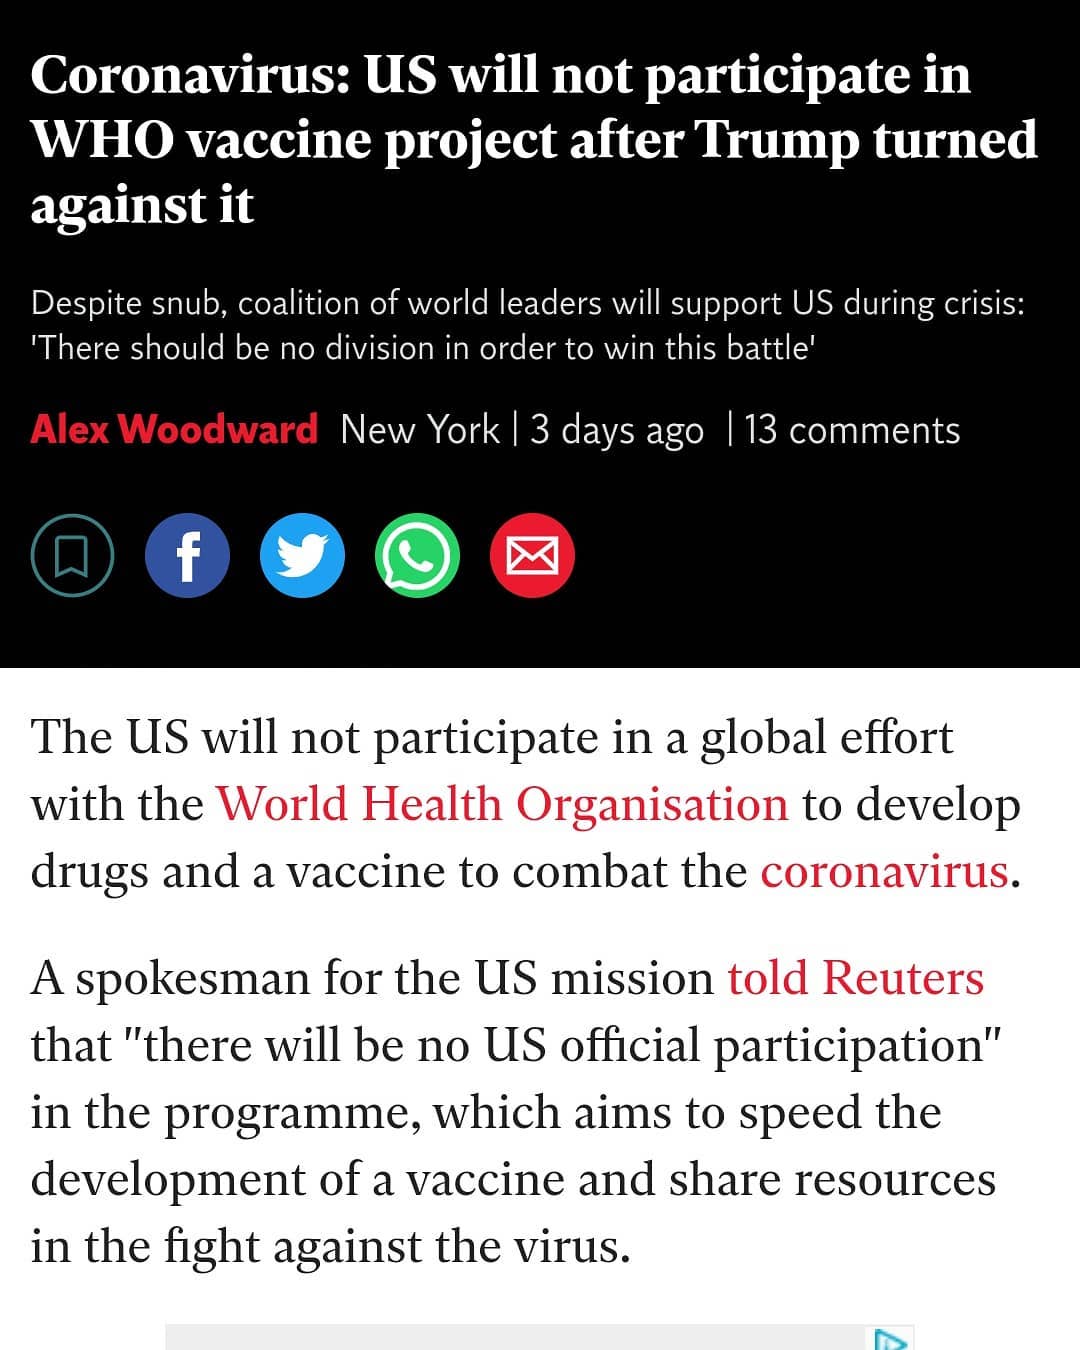 Coronavirus: US will not participate in
WHO vaccine project after Trump turned
against it
Despite snub, coalition of world leaders will support US during crisis:
'There should be no division in order to win this battle'
Alex Woodward New York | 3 days ago | 13 comments
The US will not participate in a global effort
with the World Health Organisation to develop
drugs and a vaccine to combat the coronavirus.
A spokesman for the US mission told Reuters
that "there will be no US official participation"
in the programme, which aims to speed the
development of a vaccine and share resources
in the fight against the virus.